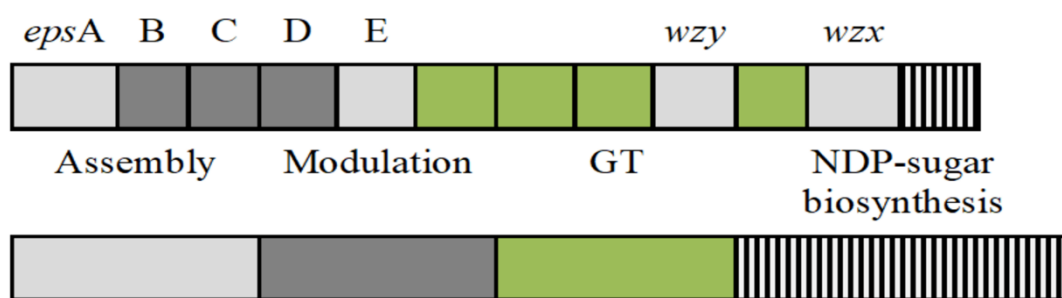 epsA B C D E wzy wzx
Assembly Modulation GT NDP-sugar
biosynthesis